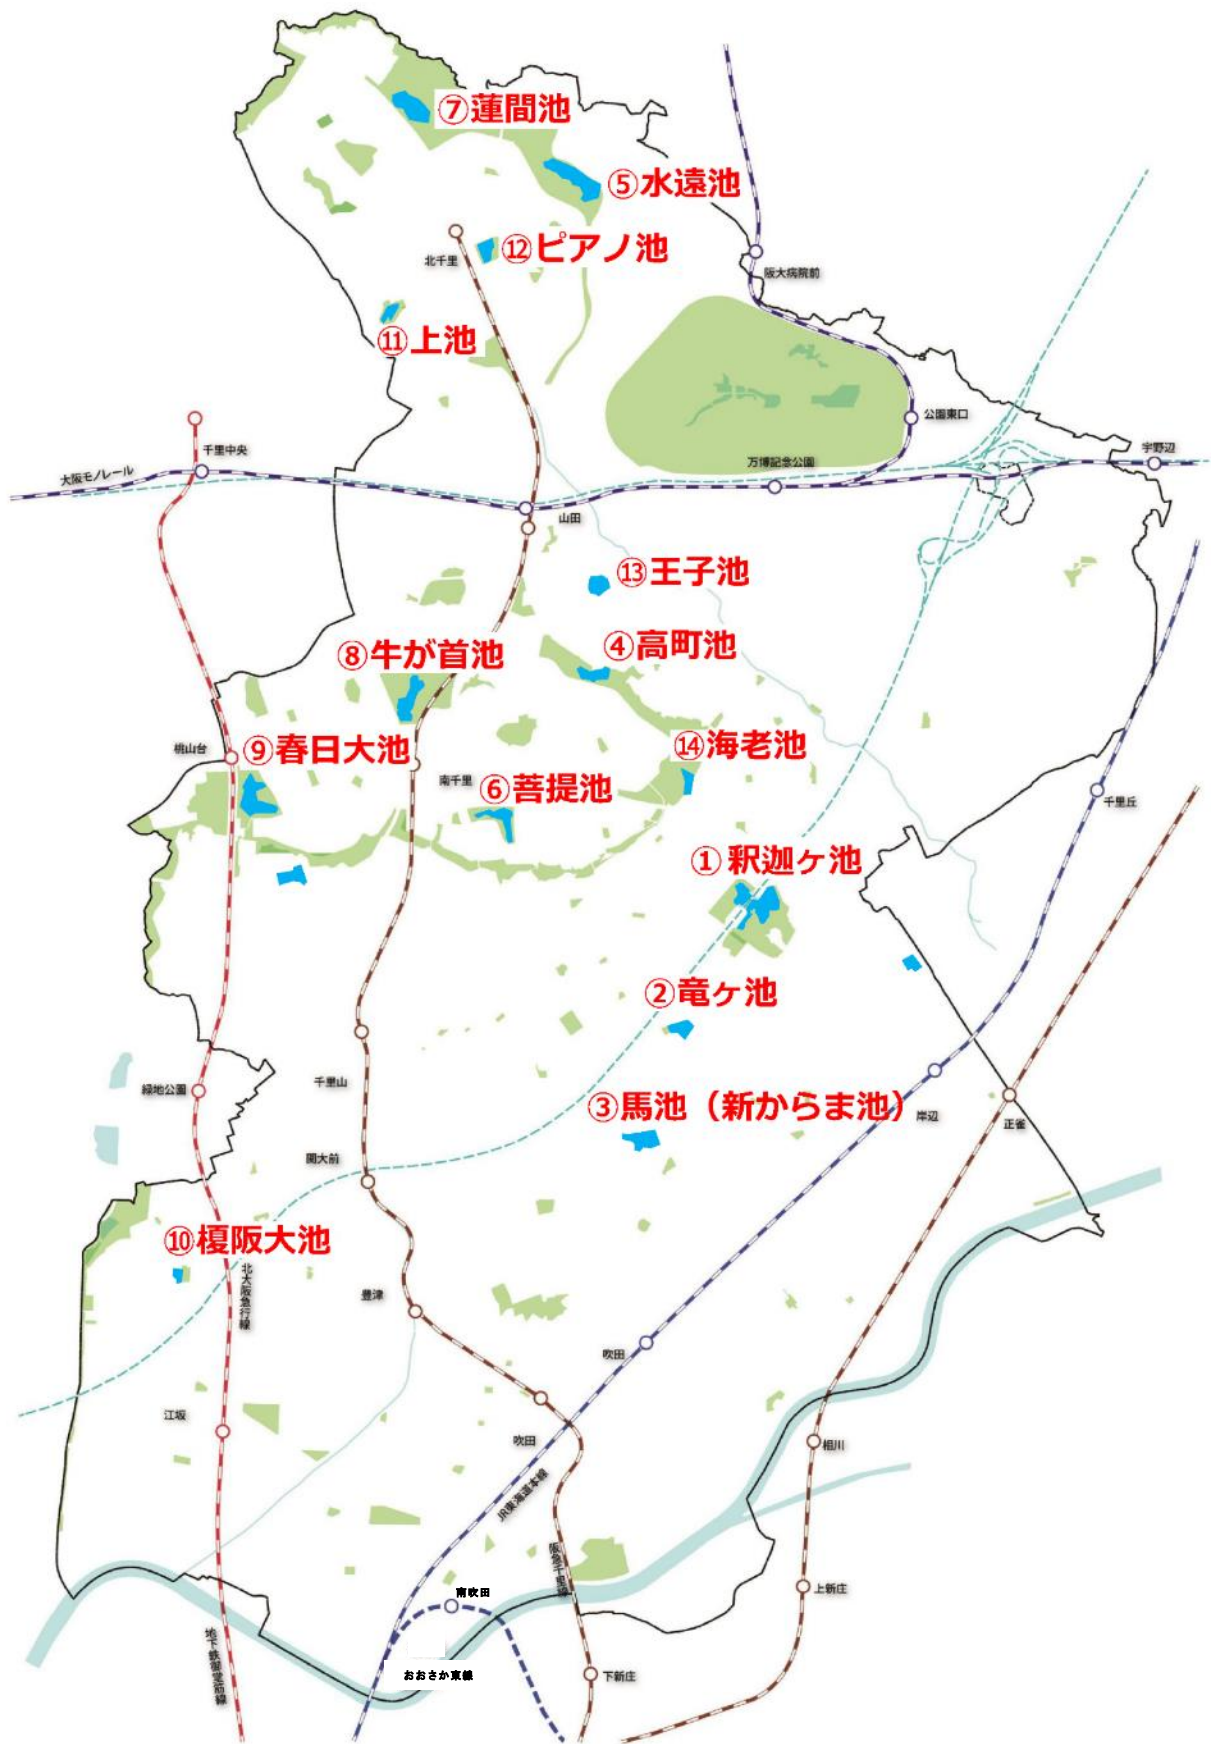 ⑦蓮間池
⑤水遠池
⑫ピアノ池
北千里
阪大病院前
⑪上池
公園東口
千里中央
宇野辺
大阪モノレール
万博記念公園
山田
⑬王子池
④高町池
⑧牛が首池
桃山台
⑨春日大池
⑭海老池
南千里
⑥菩提池
千里丘
①釈迦ヶ池
②竜ヶ池
千里山
緑地公園
③馬池（新からま池）
岸辺
正雀
関大前
⑩榎阪大池
北大阪急行線
豊津
吹田
江坂
吹田
相川
JR東海道本線
阪急千里線
南吹田
上新庄
地下鉄御堂筋線
おおさか東線
下新庄